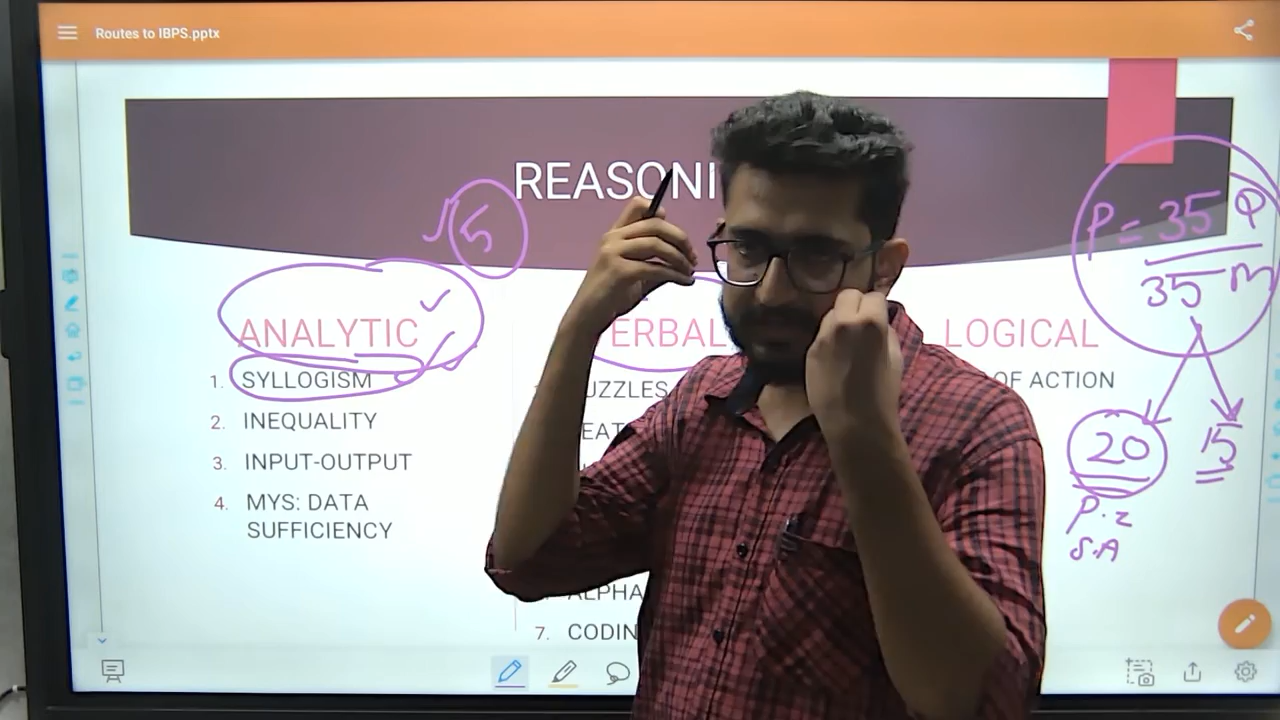 Routes to IBPS.pptx
REASONI
5
P = 35 Q
35 m
ANALYTIC
ERBAL
LOGICAL
1. SYLLOGISM
2. INEQUALITY
3. INPUT-OUTPUT
4. MYS: DATA
SUFFICIENCY
UZZLES
EAT
ALPHA
7. CODIN
OF ACTION
20
15
P.Z
S.A